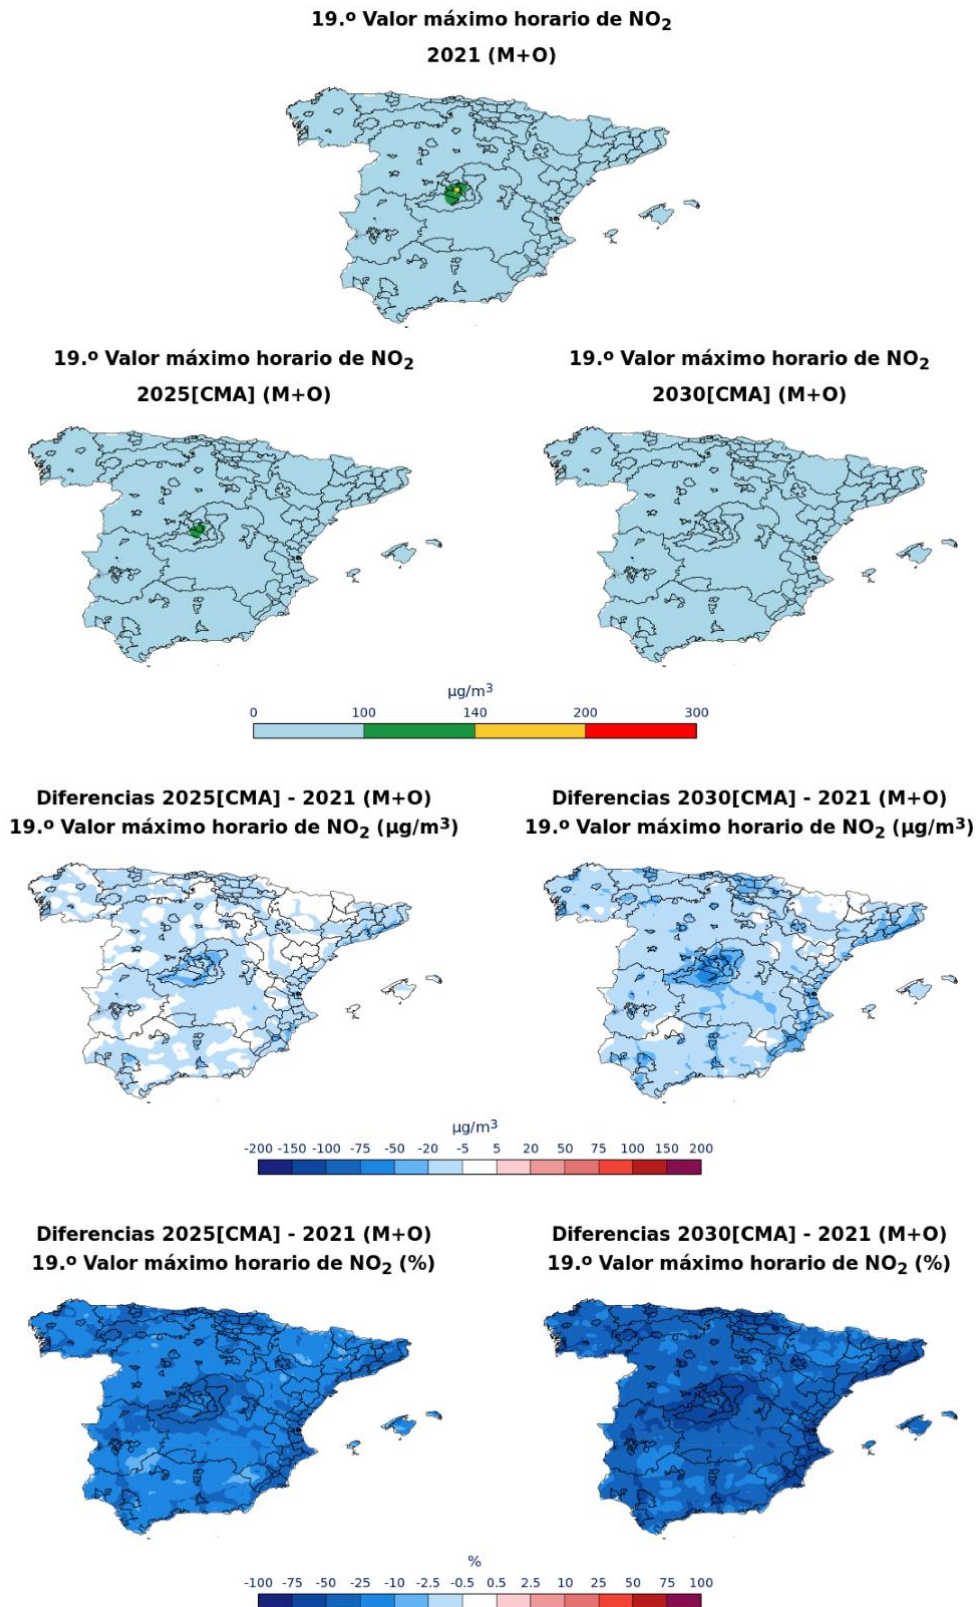 19.º Valor máximo horario de NO₂
2021 (M+O)
19.º Valor máximo horario de NO₂
2025[CMA] (M+O)
19.º Valor máximo horario de NO₂
2030[CMA] (M+O)
µg/m³
0 100 140 200 300
Diferencias 2025[CMA] - 2021 (M+O)
19.º Valor máximo horario de NO₂ (µg/m³)
Diferencias 2030[CMA] - 2021 (M+O)
19.º Valor máximo horario de NO₂ (µg/m³)
µg/m³
-200 -150 -100 -75 -50 -20 -5 5 20 50 75 100 150 200
Diferencias 2025[CMA] - 2021 (M+O)
19.º Valor máximo horario de NO₂ (%)
Diferencias 2030[CMA] - 2021 (M+O)
19.º Valor máximo horario de NO₂ (%)
%
-100 -75 -50 -25 -10 -2.5 -0.5 0.5 2.5 10 25 50 75 100